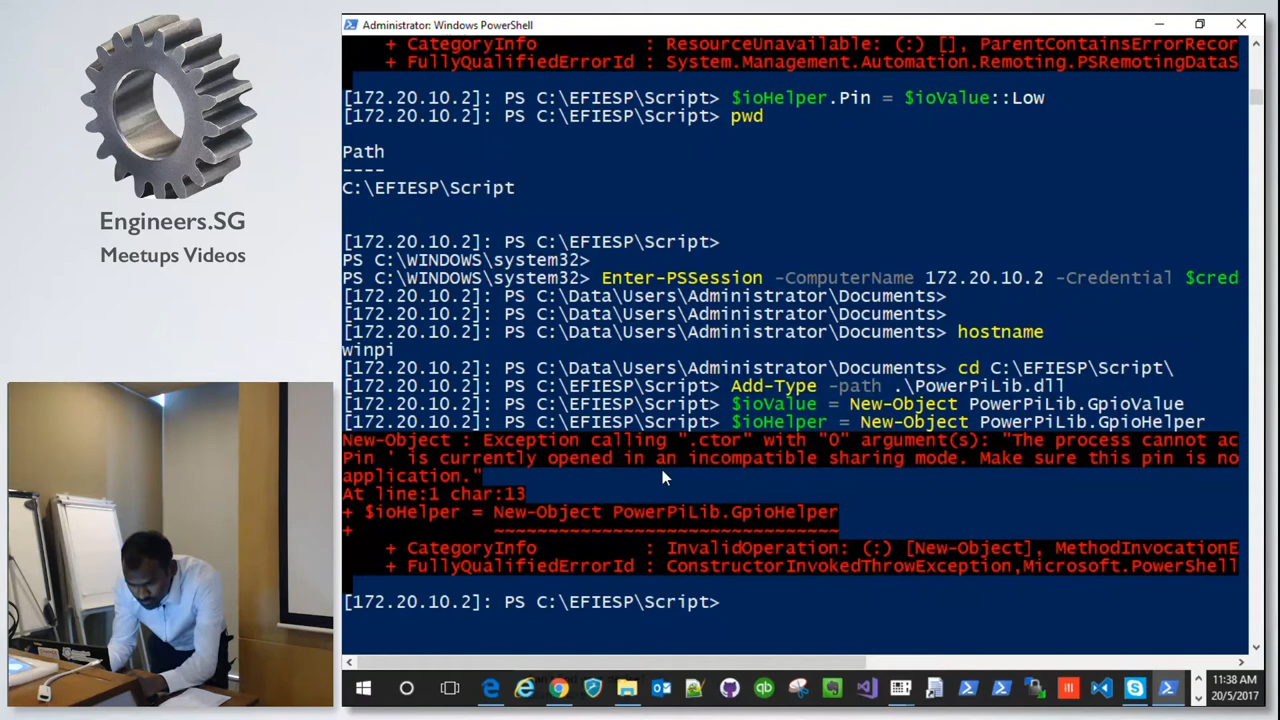 Administrator: Windows PowerShell
+ CategoryInfo : ResourceUnavailable: (:) [], ParentContainsErrorRecor
+ FullyQualifiedErrorId : System.Management.Automation.Remoting.PSRemotingDataS
[172.20.10.2]: PS C:\EFIESP\Script> $ioHelper.Pin = $ioValue::Low
[172.20.10.2]: PS C:\EFIESP\Script> pwd
Path
----
C:\EFIESP\Script
[172.20.10.2]: PS C:\EFIESP\Script>
PS C:\WINDOWS\system32>
PS C:\WINDOWS\system32> Enter-PSSession -ComputerName 172.20.10.2 -Credential $cred
[172.20.10.2]: PS C:\Data\Users\Administrator\Documents>
[172.20.10.2]: PS C:\Data\Users\Administrator\Documents>
[172.20.10.2]: PS C:\Data\Users\Administrator\Documents> hostname
winpi
[172.20.10.2]: PS C:\Data\Users\Administrator\Documents> cd C:\EFIESP\Script\
[172.20.10.2]: PS C:\EFIESP\Script> Add-Type -path .\PowerPiLib.dll
[172.20.10.2]: PS C:\EFIESP\Script> $ioValue = New-Object PowerPiLib.GpioValue
[172.20.10.2]: PS C:\EFIESP\Script> $ioHelper = New-Object PowerPiLib.GpioHelper
New-Object : Exception calling ".ctor" with "0" argument(s): "The process cannot ac
Pin ' is currently opened in an incompatible sharing mode. Make sure this pin is no
application."
At line:1 char:13
+ $ioHelper = New-Object PowerPiLib.GpioHelper
+ ~~~~~~~~~~~~~~~~~~~~~~~~~~~~~~~~
+ CategoryInfo : InvalidOperation: (:) [New-Object], MethodInvocationE
+ FullyQualifiedErrorId : ConstructorInvokedThrowException,Microsoft.PowerShell
[172.20.10.2]: PS C:\EFIESP\Script>
Engineers.SG
Meetups Videos
11:38 AM
20/5/2017